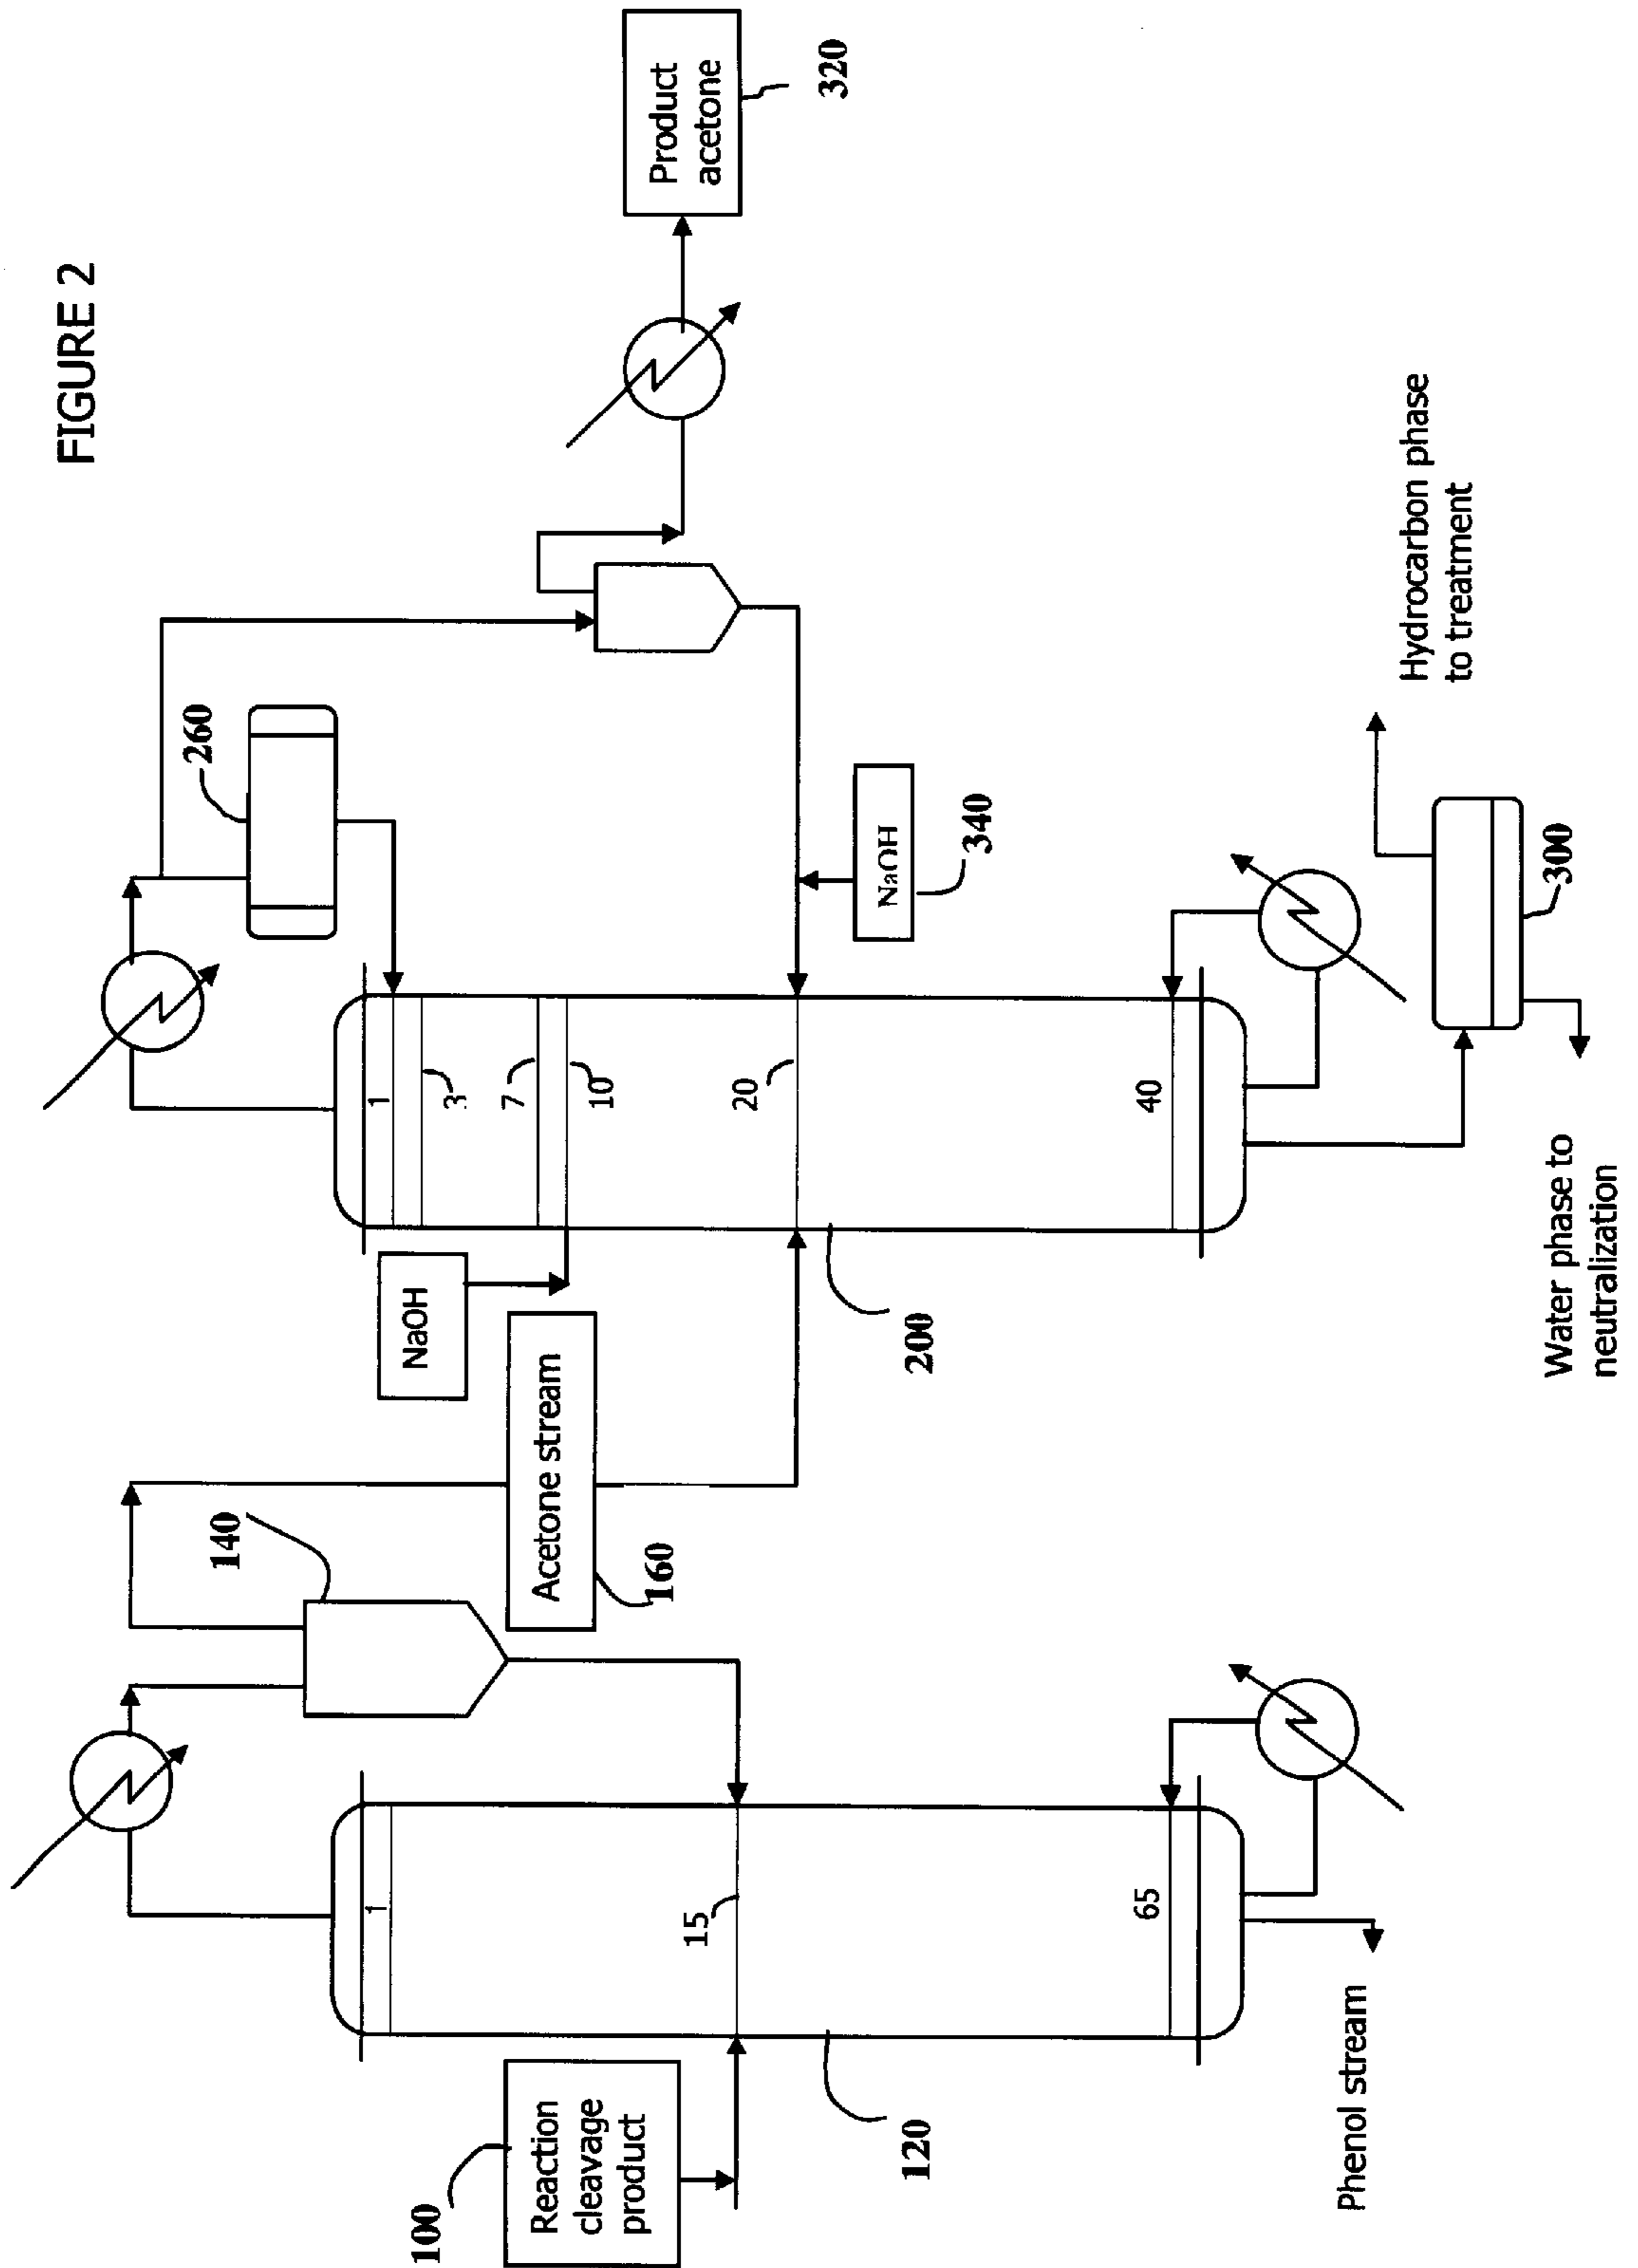 FIGURE 2
100
Reaction
cleavage
product
120
1
15
65
Phenol stream
140
Acetone stream
160
NaOH
200
1
3
7
10
20
40
260
NaOH
340
300
Water phase to
neutralization
Hydrocarbon phase
to treatment
Product
acetone
320